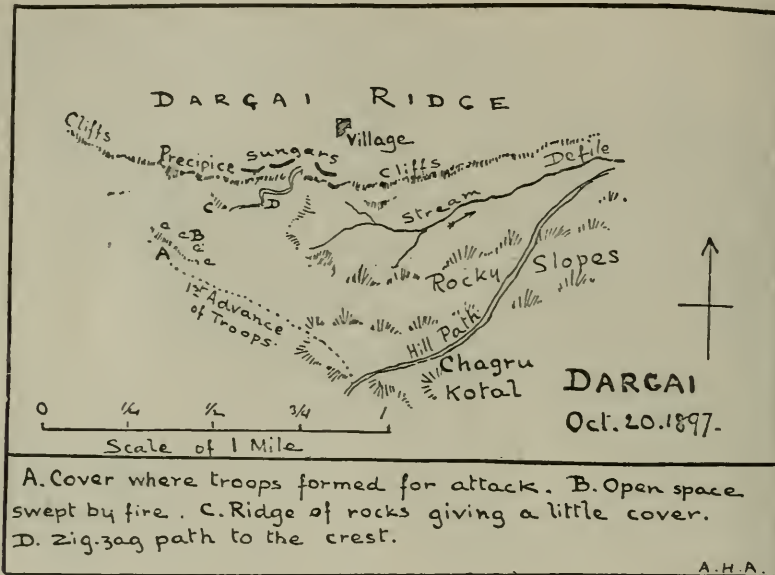 DARGAI RIDGE
Cliffs
Village
Precipice
Sungars
Cliffs
Defile
C
D
Stream
c
c B
c
c
A
Rocky Slopes
1st Advance
of Troops.
Hill Path
Chagru
Kotal
DARGAI
Oct. 20. 1897-
0 1/4 1/2 3/4 1
Scale of 1 Mile
A. Cover where troops formed for attack. B. Open space
swept by fire. C. Ridge of rocks giving a little cover.
D. Zig-zag path to the crest.
A.H.A.